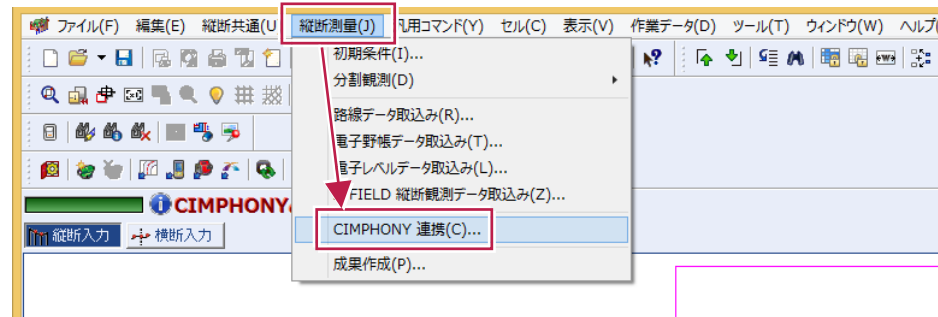 ファイル(F) 編集(E) 縦断共通(U 縦断測量(J) 汎用コマンド(Y) セル(C) 表示(V) 作業データ(D) ツール(T) ウィンドウ(W) ヘルプ(
初期条件(I)...
分割観測(D)
路線データ取込み(R)...
電子野帳データ取込み(T)...
電子レベルデータ取込み(L)...
FIELD 縦断観測データ取込み(Z)...
CIMPHONY
CIMPHONY 連携(C)...
縦断入力 横断入力
成果作成(P)...